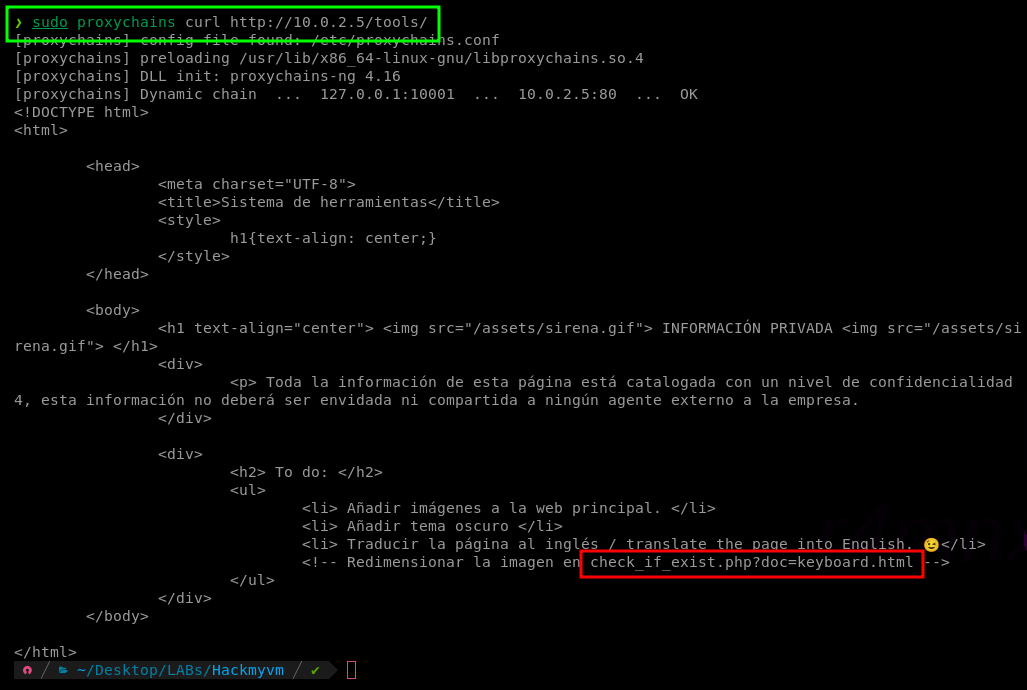 ❯ sudo proxychains curl http://10.0.2.5/tools/
[proxychains] config file found: /etc/proxychains.conf
[proxychains] preloading /usr/lib/x86_64-linux-gnu/libproxychains.so.4
[proxychains] DLL init: proxychains-ng 4.16
[proxychains] Dynamic chain  ...  127.0.0.1:10001  ...  10.0.2.5:80  ...  OK
<!DOCTYPE html>
<html>
<head>
<meta charset="UTF-8">
<title>Sistema de herramientas</title>
<style>
h1{text-align: center;}
</style>
</head>
<body>
<h1 text-align="center"> <img src="/assets/sirena.gif"> INFORMACIÓN PRIVADA <img src="/assets/si
rena.gif"> </h1>
<div>
<p> Toda la información de esta página está catalogada con un nivel de confidencialidad
4, esta información no deberá ser envidada ni compartida a ningún agente externo a la empresa.
</div>
<div>
<h2> To do: </h2>
<ul>
<li> Añadir imágenes a la web principal. </li>
<li> Añadir tema oscuro </li>
<li> Traducir la página al inglés / translate the page into English. 😉</li>
<!-- Redimensionar la imagen en check_if_exist.php?doc=keyboard.html -->
</ul>
</div>
</body>
</html>
~/Desktop/LABs/Hackmyvm ✔